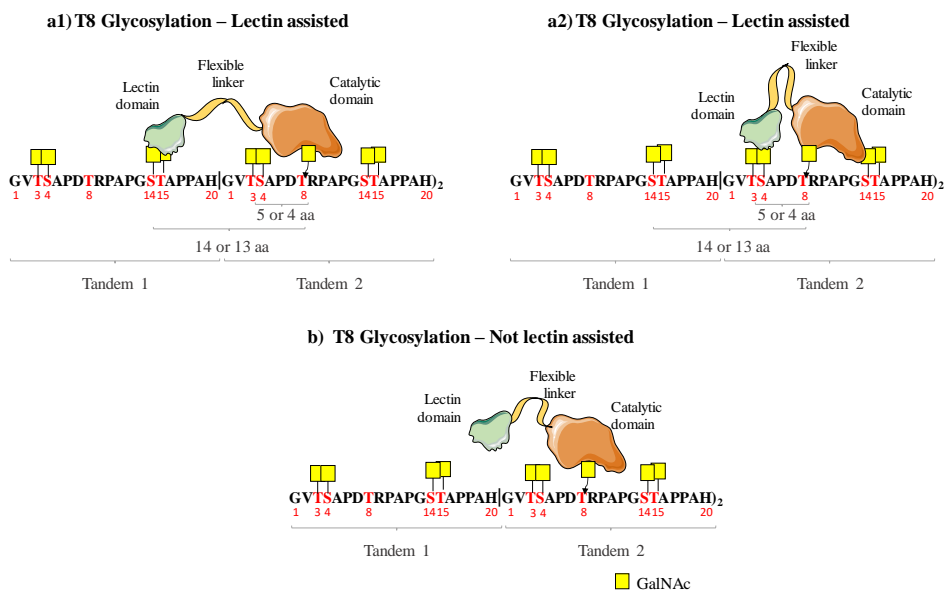 a1) T8 Glycosylation – Lectin assisted
Flexible
linker
Lectin
domain
Catalytic
domain
GVTSAPDTRPAPGSTAPPAH|GVTSAPDTRPAPGSTAPPAH)2
1 3 4 8 14 15 20 1 3 4 8 14 15 20
5 or 4 aa
14 or 13 aa
Tandem 1 Tandem 2
a2) T8 Glycosylation – Lectin assisted
Flexible
linker
Lectin
domain
Catalytic
domain
GVTSAPDTRPAPGSTAPPAH|GVTSAPDTRPAPGSTAPPAH)2
1 3 4 8 14 15 20 1 3 4 8 14 15 20
5 or 4 aa
14 or 13 aa
Tandem 1 Tandem 2
b) T8 Glycosylation – Not lectin assisted
Flexible
linker
Lectin
domain
Catalytic
domain
GVTSAPDTRPAPGSTAPPAH|GVTSAPDTRPAPGSTAPPAH)2
1 3 4 8 14 15 20 1 3 4 8 14 15 20
Tandem 1 Tandem 2
GalNAc